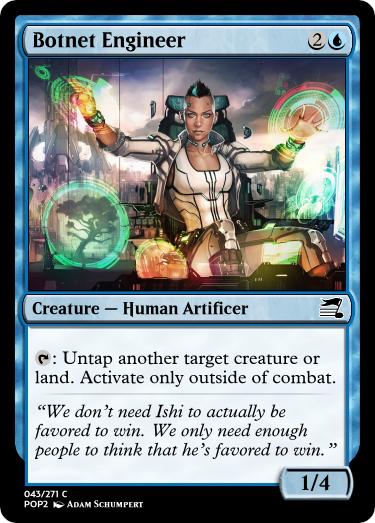 Botnet Engineer 2
Creature — Human Artificer
: Untap another target creature or
land. Activate only outside of combat.
“We don’t need Ishi to actually be
favored to win. We only need enough
people to think that he’s favored to win.”
1/4
043/271 C
POP2 Adam Schumpert